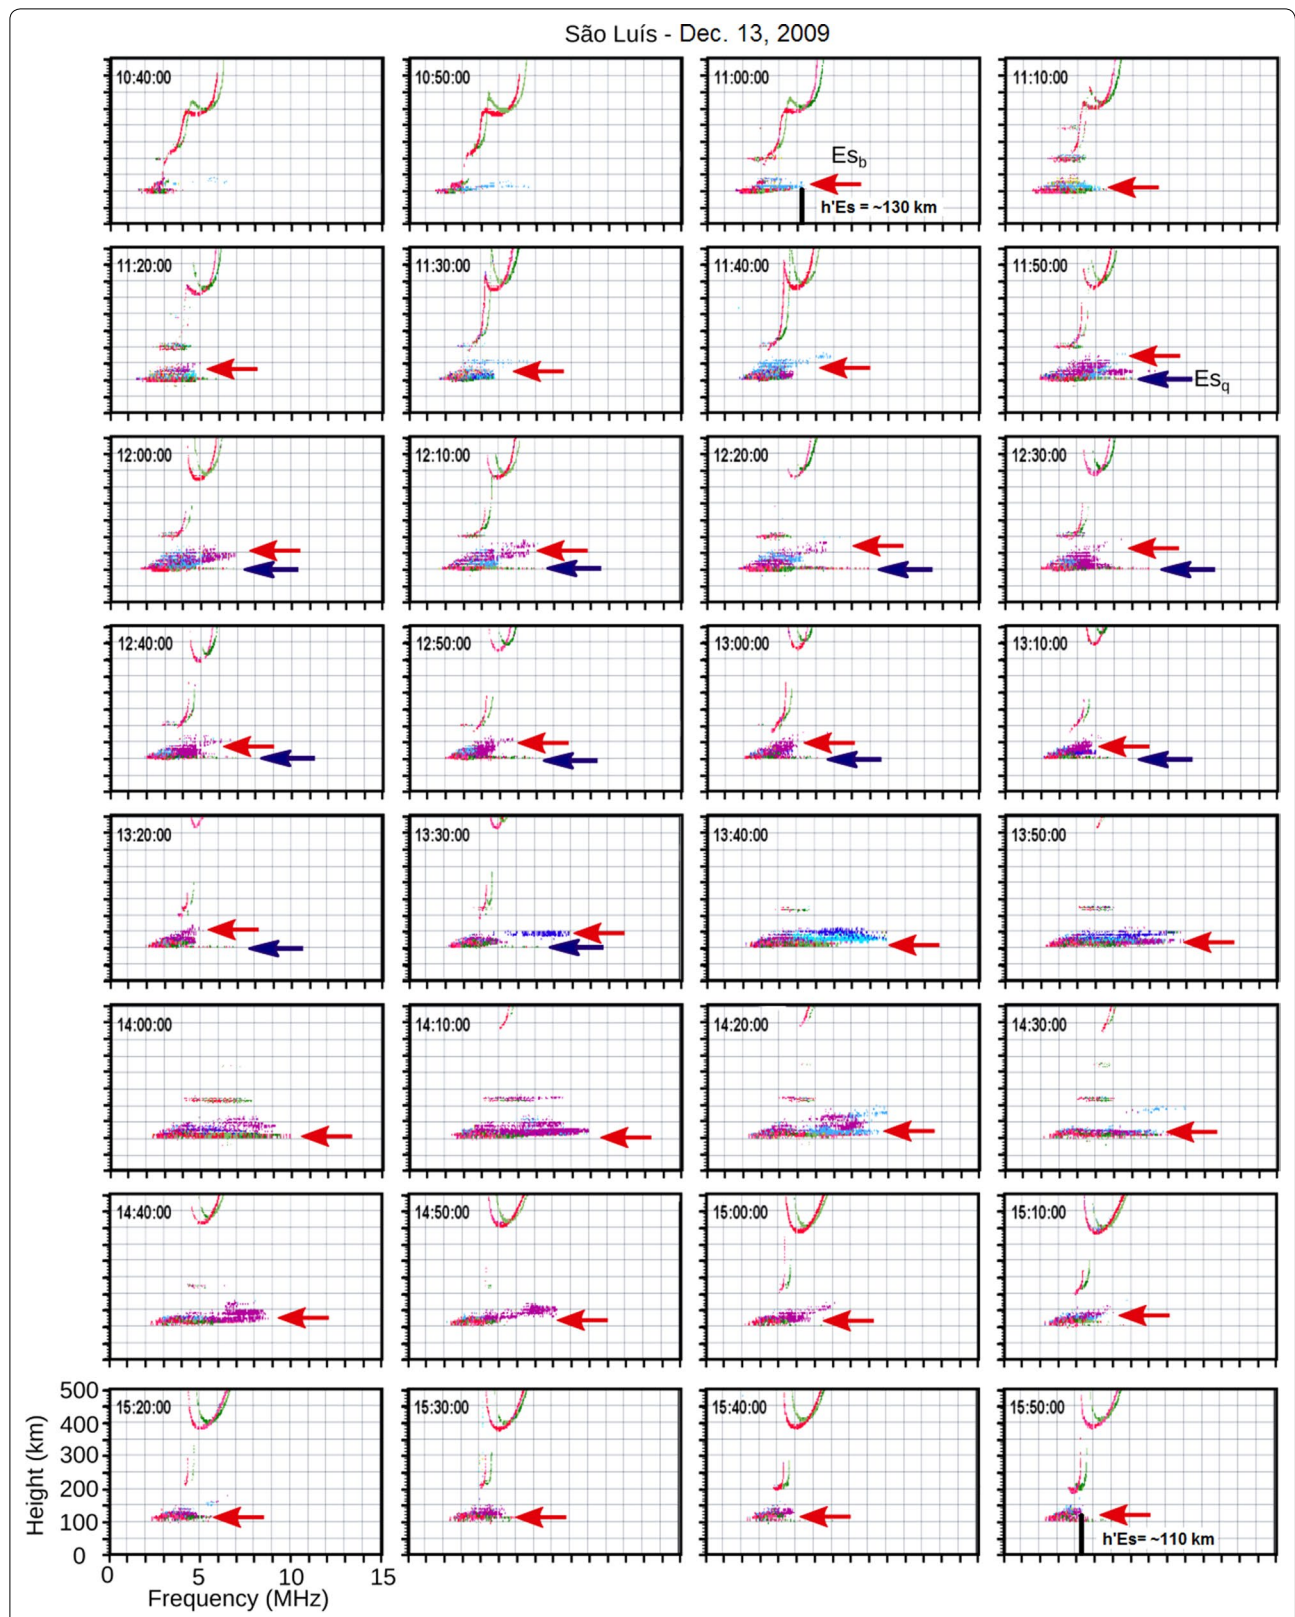 São Luís - Dec. 13, 2009
10:40:00 10:50:00 11:00:00 11:10:00
Esb
h'Es = ~130 km
11:20:00 11:30:00 11:40:00 11:50:00
Esq
12:00:00 12:10:00 12:20:00 12:30:00
12:40:00 12:50:00 13:00:00 13:10:00
13:20:00 13:30:00 13:40:00 13:50:00
14:00:00 14:10:00 14:20:00 14:30:00
14:40:00 14:50:00 15:00:00 15:10:00
15:20:00 15:30:00 15:40:00 15:50:00
h'Es= ~110 km
500
400
300
200
100
0
Height (km)
0 5 10 15
Frequency (MHz)